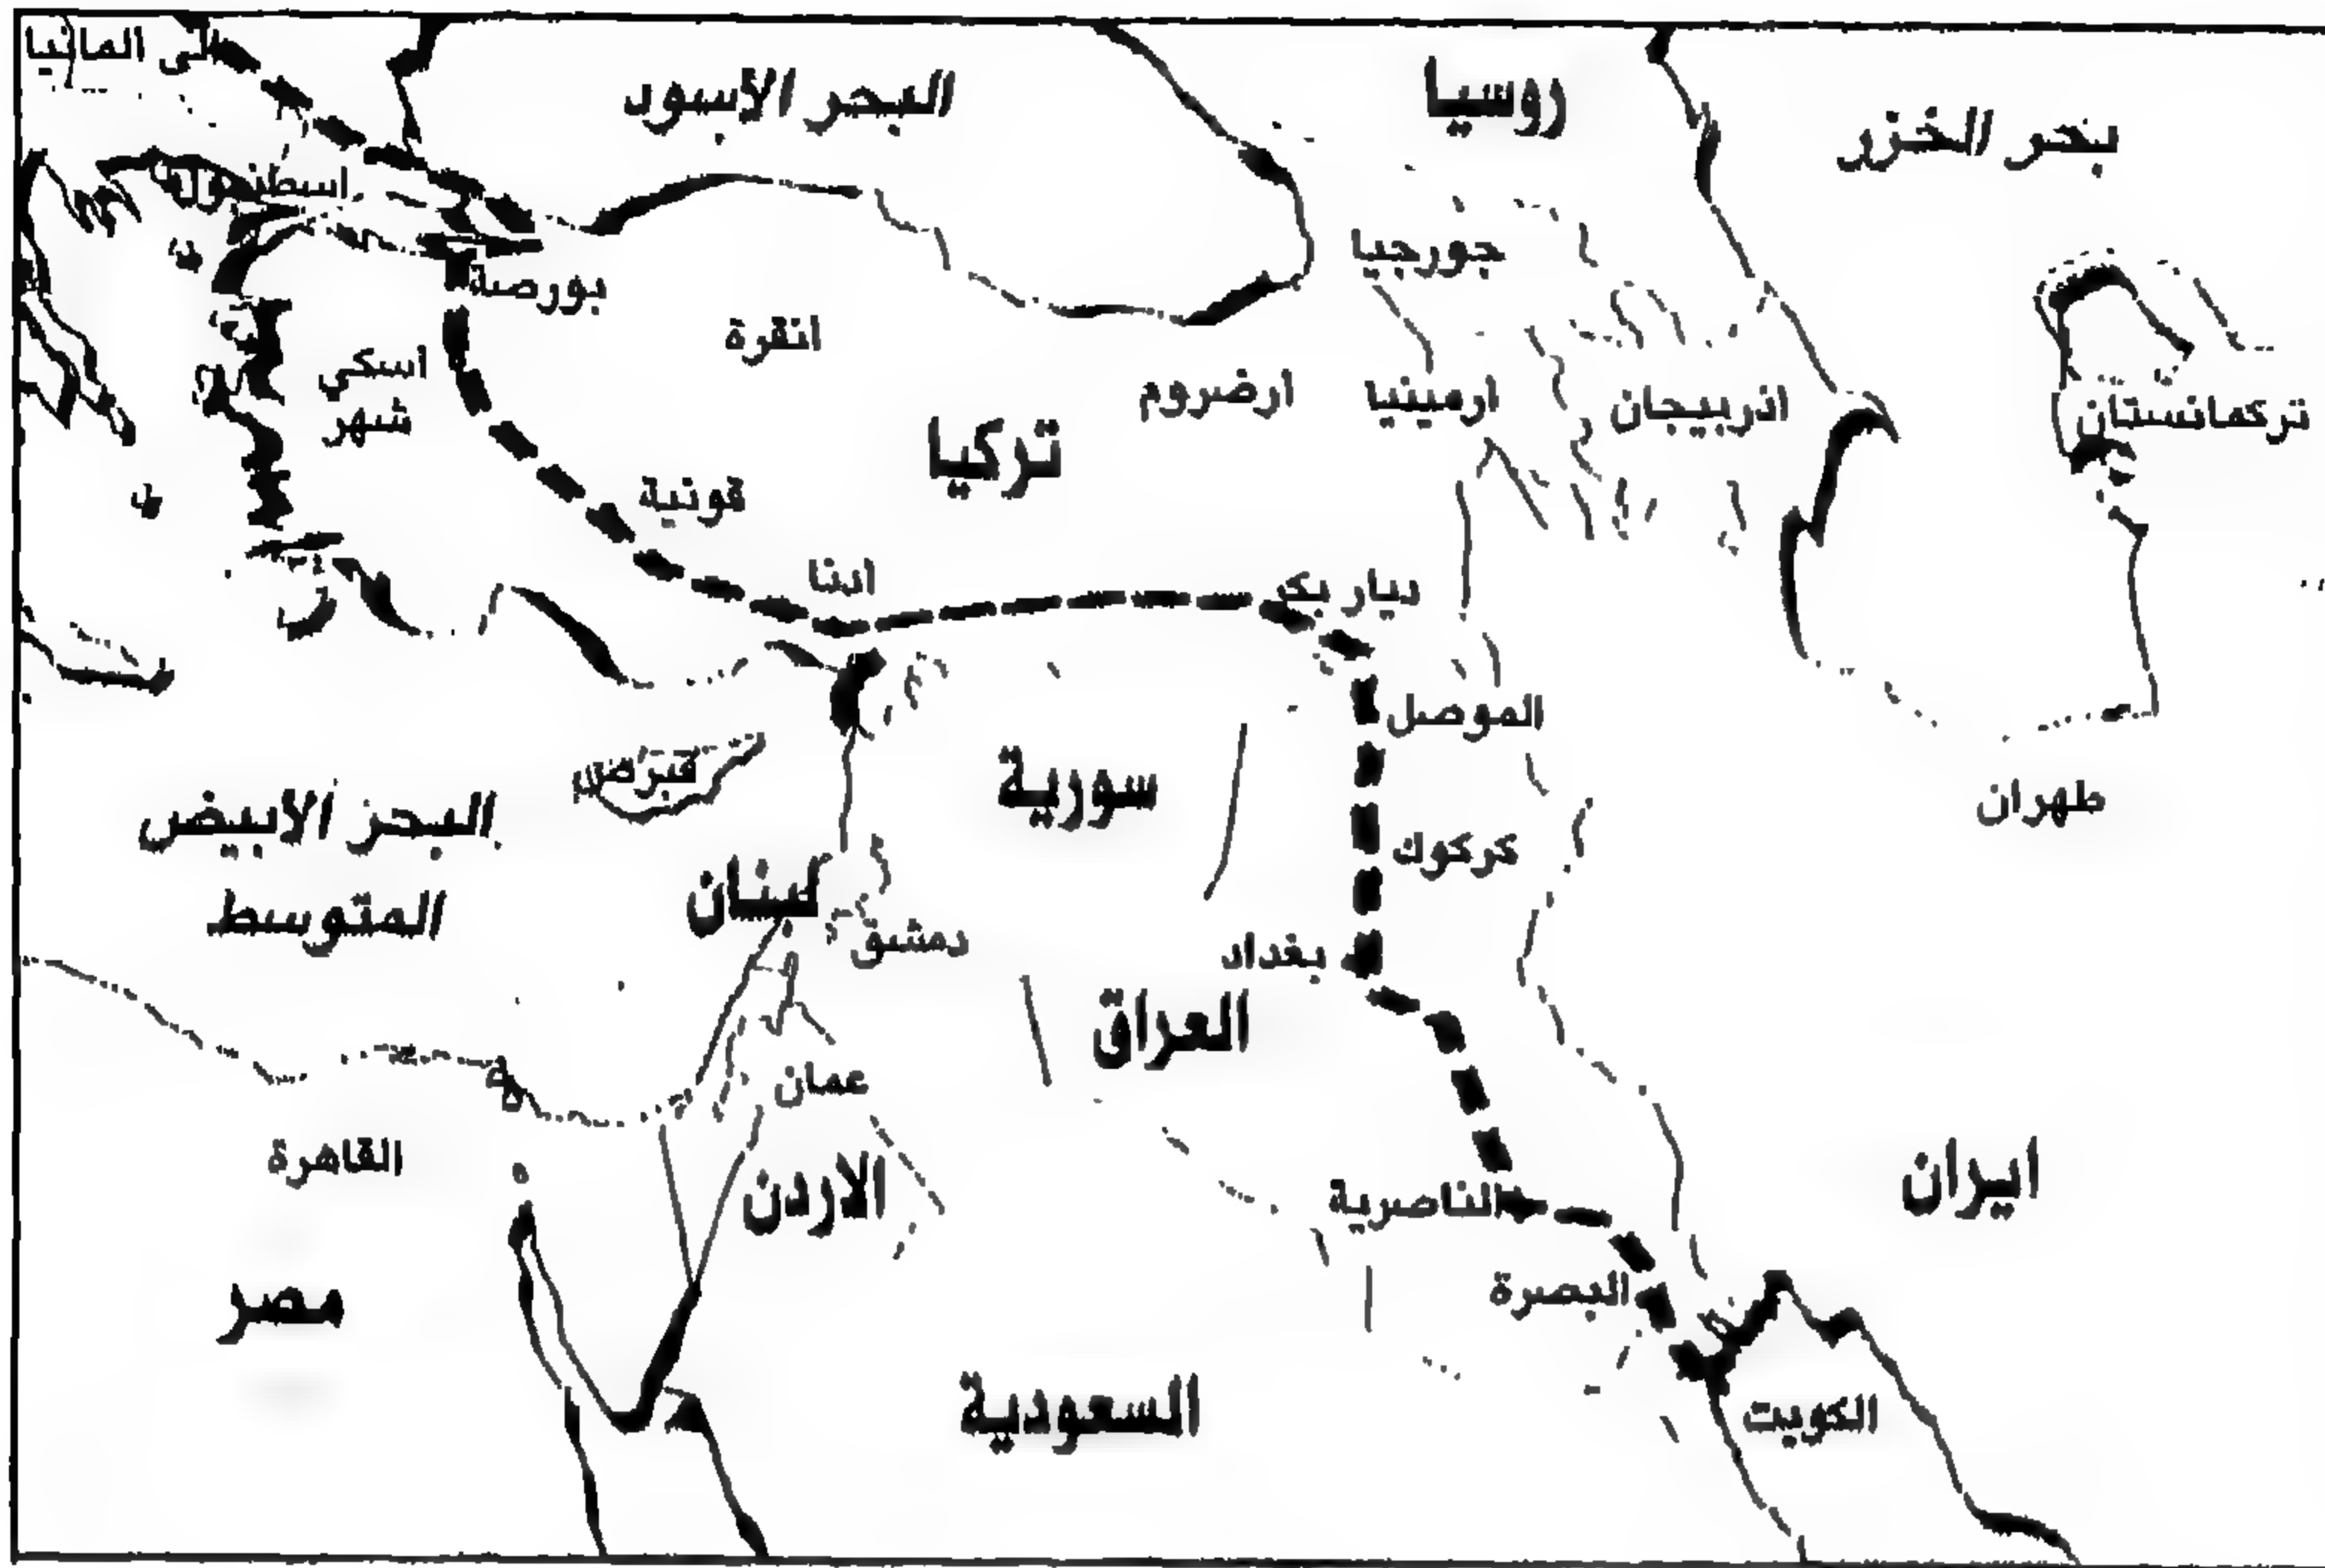 الى المانيا
البحر الأسود
روسيا
بحر الخزر
اسطنبول
جورجيا
بورصة
انقرة
اسكي
شهر
ارضروم
ارمينيا
اذربيجان
تركمانستان
تركيا
قونية
ادنا
ديار بكر
الموصل
قبرص
سورية
طهران
البحر الابيض
المتوسط
كركوك
لبنان
دمشق
بغداد
العراق
عمان
القاهرة
الاردن
الناصرية
ايران
مصر
البصرة
السعودية
الكويت